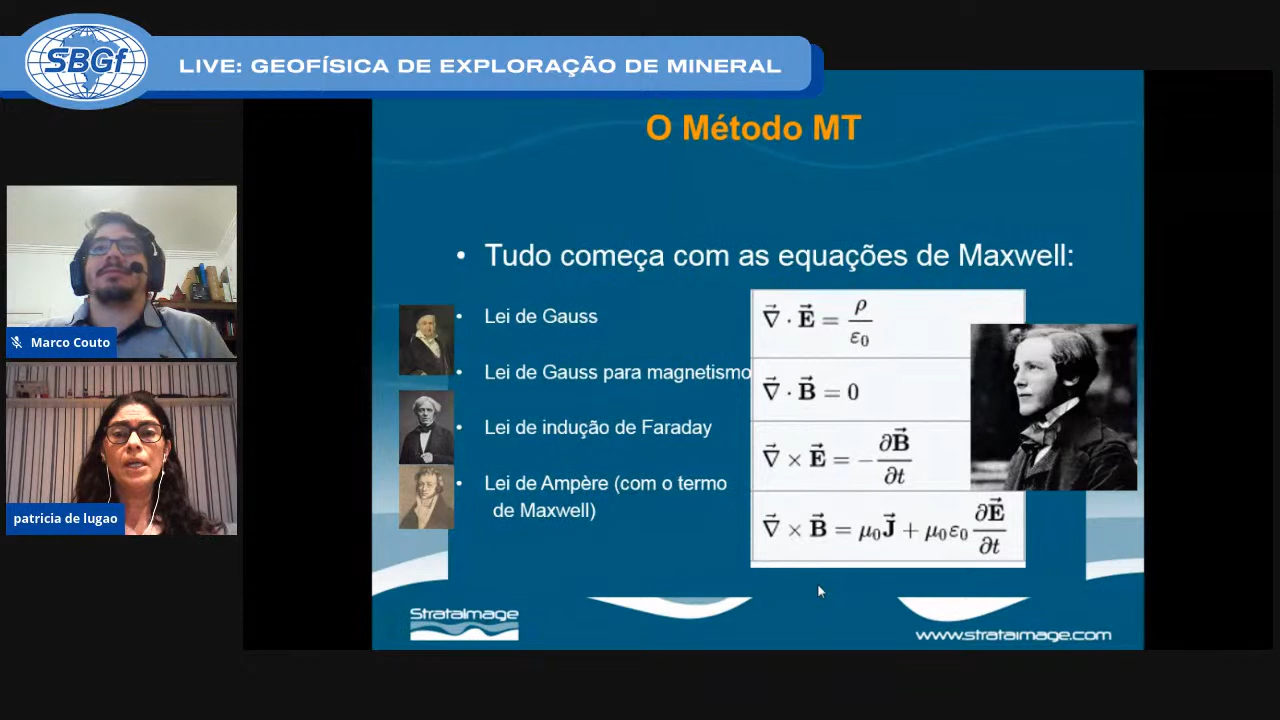 SBGf
LIVE: GEOFÍSICA DE EXPLORAÇÃO DE MINERAL
O Método MT
• Tudo começa com as equações de Maxwell:
• Lei de Gauss
∇⃗ · E⃗ = ρ/ε₀
• Lei de Gauss para magnetismo
∇⃗ · B⃗ = 0
• Lei de indução de Faraday
∇⃗ × E⃗ = −∂B⃗/∂t
• Lei de Ampère (com o termo
de Maxwell)
∇⃗ × B⃗ = μ₀J⃗ + μ₀ε₀ ∂E⃗/∂t
Marco Couto
patricia de lugao
StrataImage
www.strataimage.com